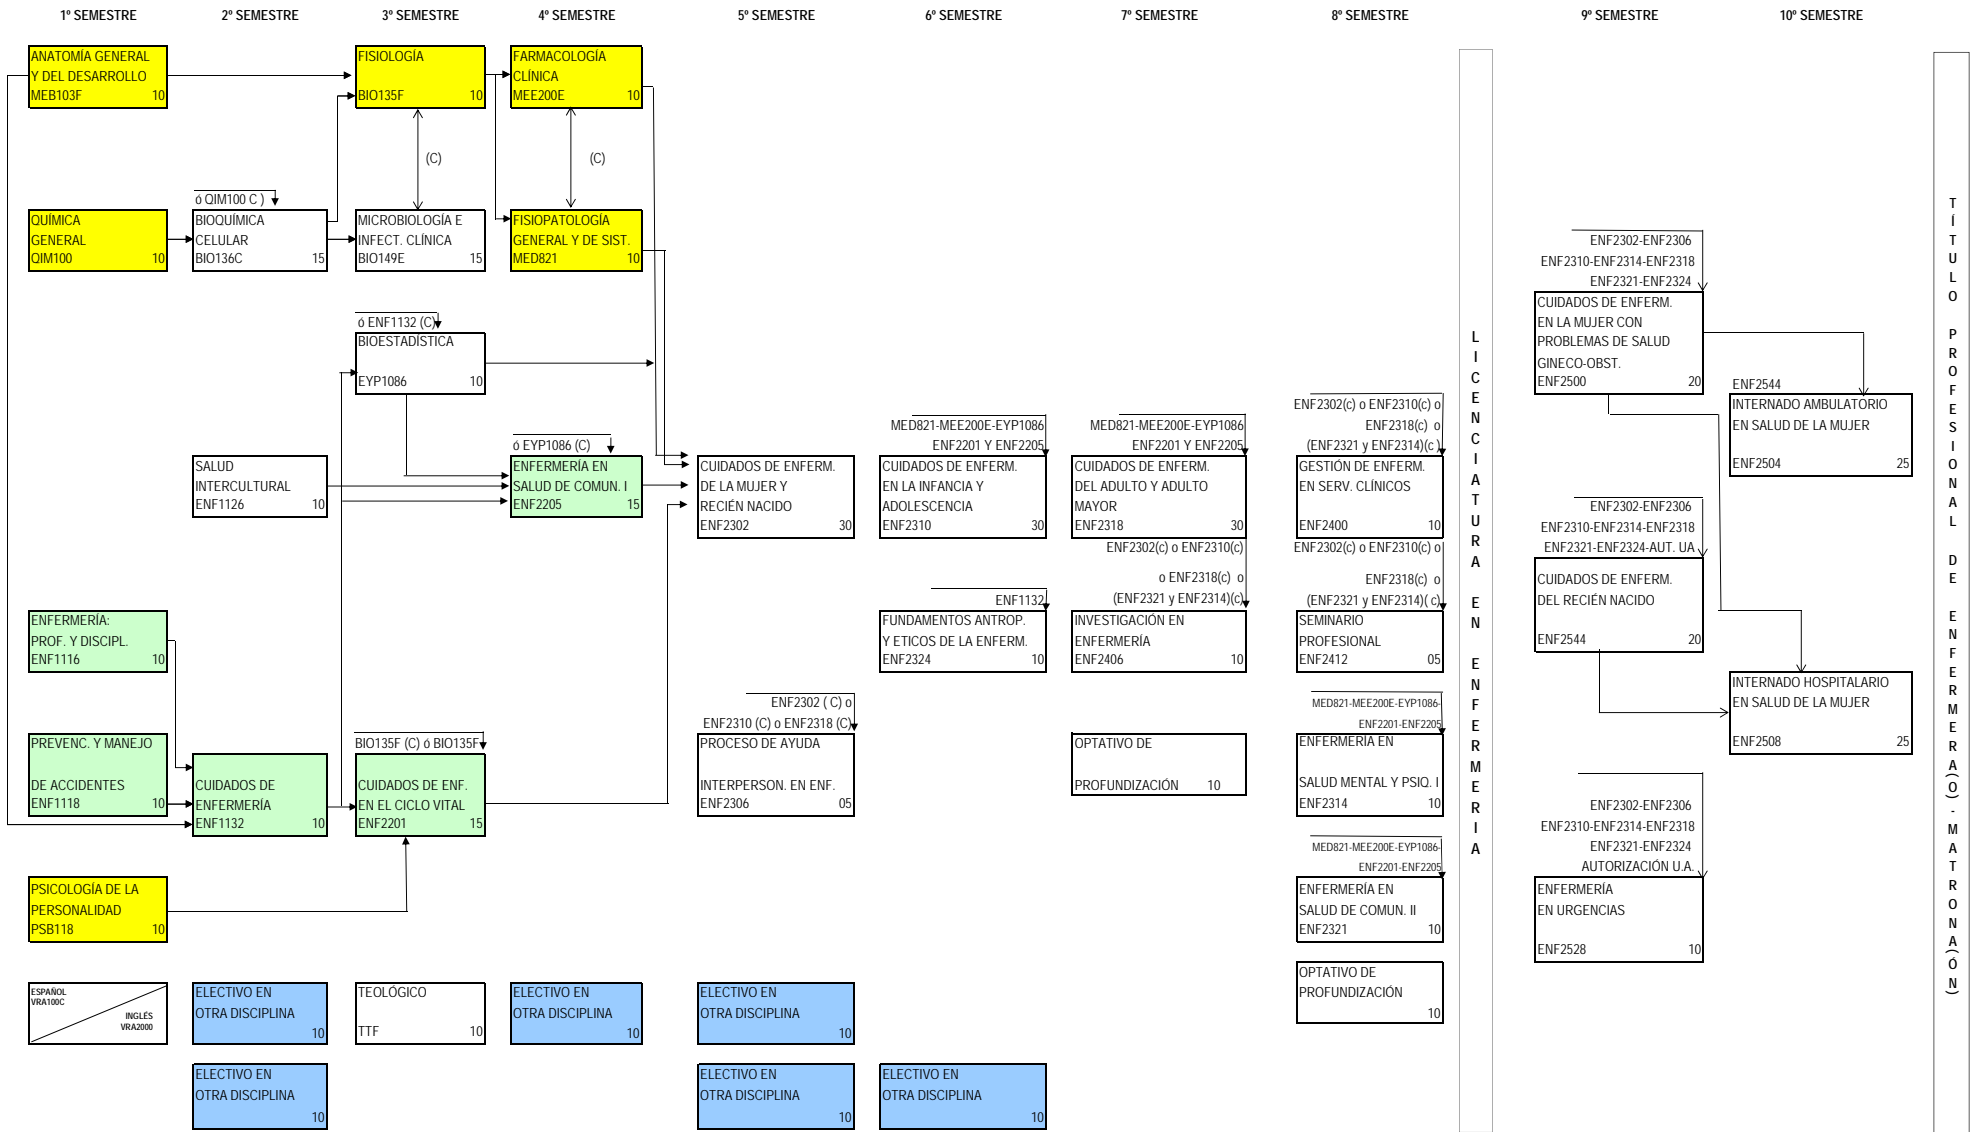 1º SEMESTRE
2º SEMESTRE
3º SEMESTRE
4º SEMESTRE
5º SEMESTRE
6º SEMESTRE
7º SEMESTRE
8º SEMESTRE
9º SEMESTRE
10º SEMESTRE
ANATOMÍA GENERAL
Y DEL DESARROLLO
MEB103F 10
QUÍMICA
GENERAL
QIM100 10
ENFERMERÍA:
PROF. Y DISCIPL.
ENF1116 10
PREVENC. Y MANEJO
DE ACCIDENTES
ENF1118 10
PSICOLOGÍA DE LA
PERSONALIDAD
PSB118 10
ESPAÑOL
VRA100C
INGLÉS
VRA2000
ó QIM100 C )
BIOQUÍMICA
CELULAR
BIO136C 15
SALUD
INTERCULTURAL
ENF1126 10
CUIDADOS DE
ENFERMERÍA
ENF1132 10
ELECTIVO EN
OTRA DISCIPLINA
10
ELECTIVO EN
OTRA DISCIPLINA
10
FISIOLOGÍA
BIO135F 10
(C)
MICROBIOLOGÍA E
INFECT. CLÍNICA
BIO149E 15
ó ENF1132 (C)
BIOESTADÍSTICA
EYP1086 10
BIO135F (C) ó BIO135F
CUIDADOS DE ENF.
EN EL CICLO VITAL
ENF2201 15
TEOLÓGICO
TTF 10
FARMACOLOGÍA
CLÍNICA
MEE200E 10
(C)
FISIOPATOLOGÍA
GENERAL Y DE SIST.
MED821 10
ó EYP1086 (C)
ENFERMERÍA EN
SALUD DE COMUN. I
ENF2205 15
ELECTIVO EN
OTRA DISCIPLINA
10
CUIDADOS DE ENFERM.
DE LA MUJER Y
RECIÉN NACIDO
ENF2302 30
ENF2302 ( C) o
ENF2310 (C) o ENF2318 (C)
PROCESO DE AYUDA
INTERPERSON. EN ENF.
ENF2306 05
ELECTIVO EN
OTRA DISCIPLINA
10
ELECTIVO EN
OTRA DISCIPLINA
10
MED821-MEE200E-EYP1086
ENF2201 Y ENF2205
CUIDADOS DE ENFERM.
EN LA INFANCIA Y
ADOLESCENCIA
ENF2310 30
ENF1132
FUNDAMENTOS ANTROP.
Y ETICOS DE LA ENFERM.
ENF2324 10
ELECTIVO EN
OTRA DISCIPLINA
10
MED821-MEE200E-EYP1086
ENF2201 Y ENF2205
CUIDADOS DE ENFERM.
DEL ADULTO Y ADULTO
MAYOR
ENF2318 30
ENF2302(c) o ENF2310(c)
o ENF2318(c) o
(ENF2321 y ENF2314)(c)
INVESTIGACIÓN EN
ENFERMERÍA
ENF2406 10
OPTATIVO DE
PROFUNDIZACIÓN 10
ENF2302(c) o ENF2310(c) o
ENF2318(c) o
(ENF2321 y ENF2314)(c )
GESTIÓN DE ENFERM.
EN SERV. CLÍNICOS
ENF2400 10
ENF2302(c) o ENF2310(c) o
ENF2318(c) o
(ENF2321 y ENF2314)( c)
SEMINARIO
PROFESIONAL
ENF2412 05
MED821-MEE200E-EYP1086-
ENF2201-ENF2205
ENFERMERÍA EN
SALUD MENTAL Y PSIQ. I
ENF2314 10
MED821-MEE200E-EYP1086-
ENF2201-ENF2205
ENFERMERÍA EN
SALUD DE COMUN. II
ENF2321 10
OPTATIVO DE
PROFUNDIZACIÓN
10
LICENCIATURA EN ENFERMERIA
ENF2302-ENF2306
ENF2310-ENF2314-ENF2318
ENF2321-ENF2324
CUIDADOS DE ENFERM.
EN LA MUJER CON
PROBLEMAS DE SALUD
GINECO-OBST.
ENF2500 20
ENF2302-ENF2306
ENF2310-ENF2314-ENF2318
ENF2321-ENF2324-AUT. UA
CUIDADOS DE ENFERM.
DEL RECIÉN NACIDO
ENF2544 20
ENF2302-ENF2306
ENF2310-ENF2314-ENF2318
ENF2321-ENF2324
AUTORIZACIÓN U.A.
ENFERMERÍA
EN URGENCIAS
ENF2528 10
ENF2544
INTERNADO AMBULATORIO
EN SALUD DE LA MUJER
ENF2504 25
INTERNADO HOSPITALARIO
EN SALUD DE LA MUJER
ENF2508 25
TÍTULO PROFESIONAL DE ENFERMERA(O)-MATRONA(ÓN)